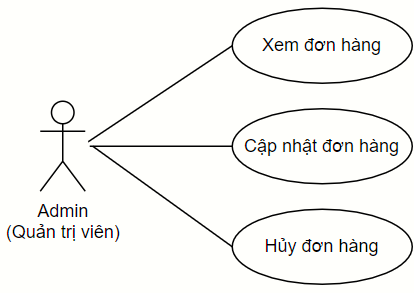 Xem đơn hàng
Cập nhật đơn hàng
Hủy đơn hàng
Admin
(Quản trị viên)